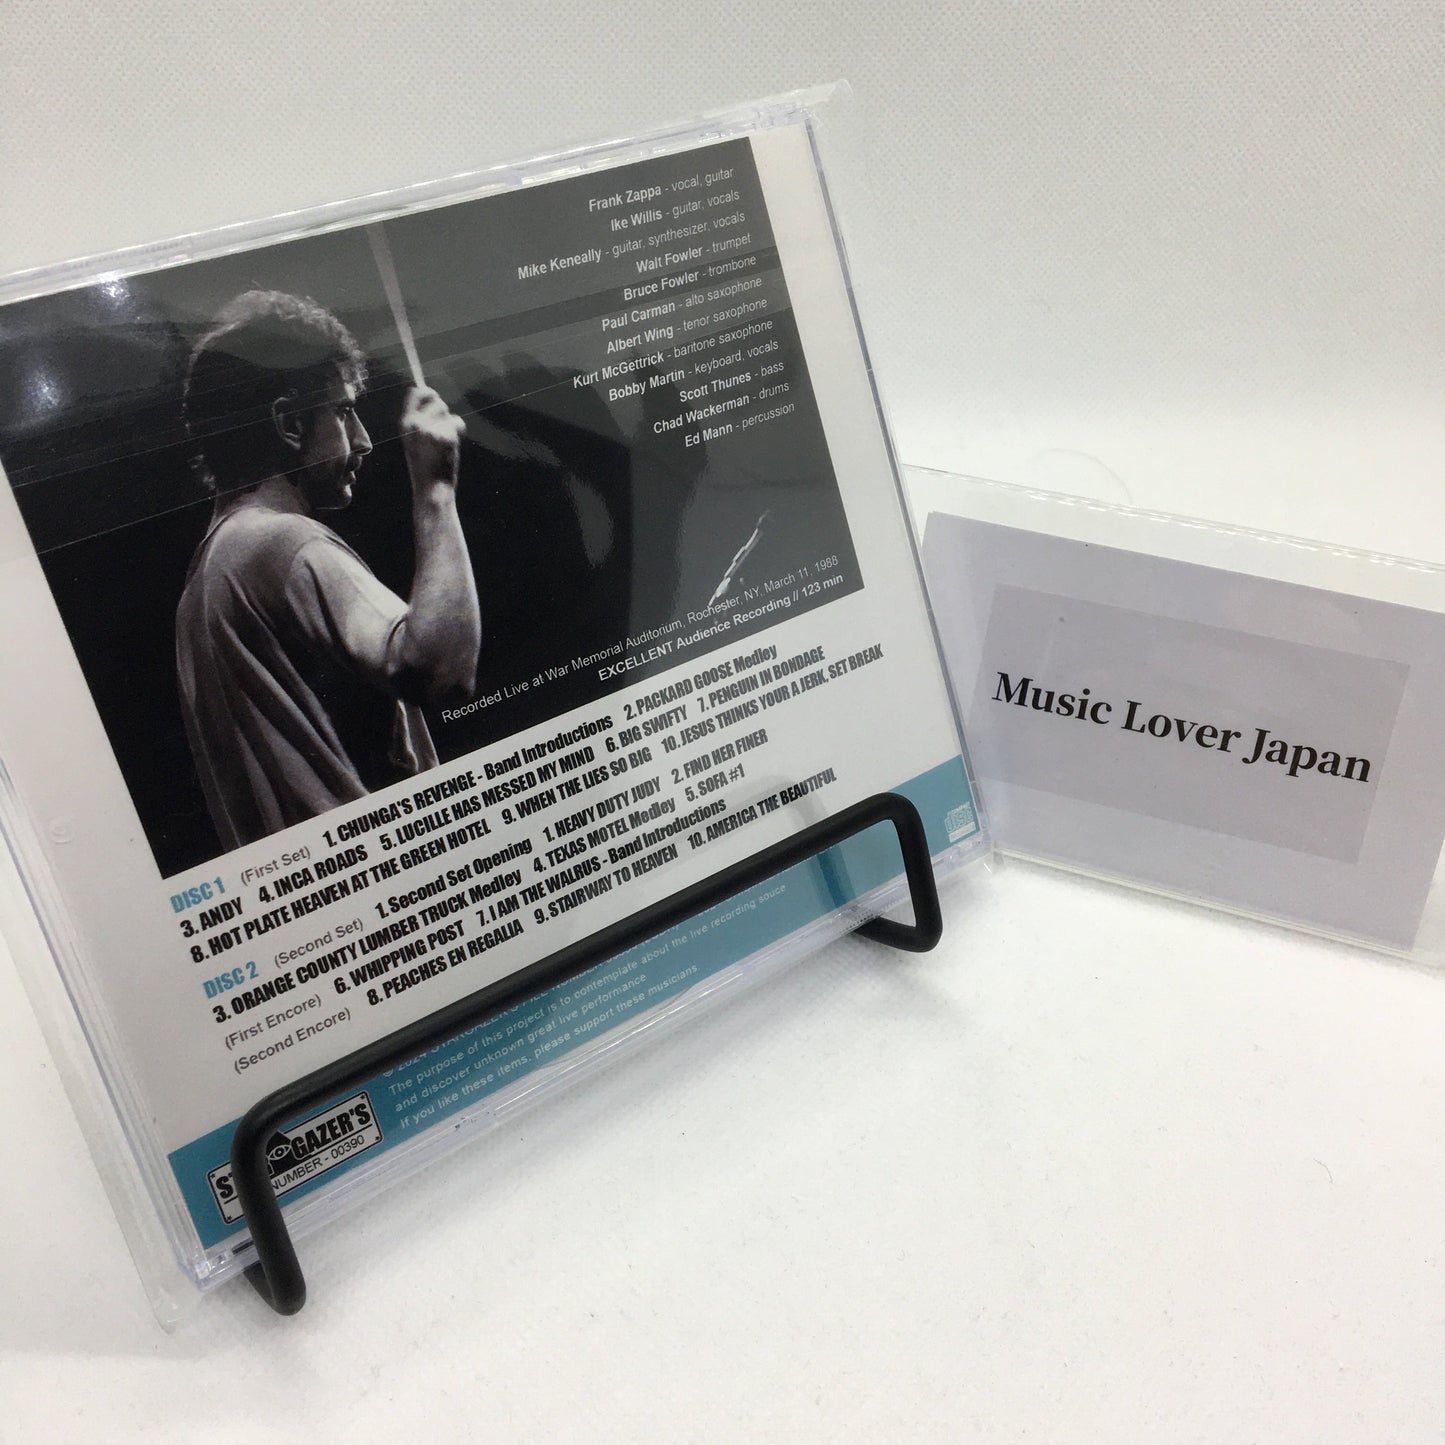 Frank Zappa - vocal, guitar
Ike Willis - guitar, vocals
Mike Keneally - guitar, synthesizer, vocals
Walt Fowler - trumpet
Bruce Fowler - trombone
Paul Carman - alto saxophone
Albert Wing - tenor saxophone
Kurt McGettrick - baritone saxophone
Bobby Martin - keyboard, vocals
Scott Thunes - bass
Chad Wackerman - drums
Ed Mann - percussion
Recorded Live at War Memorial Auditorium, Rochester, NY, March 11, 1988
EXCELLENT Audience Recording // 123 min
DISC 1 (First Set) 1. CHUNGA'S REVENGE - Band Introductions 2. PACKARD GOOSE Medley
3. ANDY 4. INCA ROADS 5. LUCILLE HAS MESSED MY MIND 6. BIG SWIFTY 7. PENGUIN IN BONDAGE
8. HOT PLATE HEAVEN AT THE GREEN HOTEL 9. WHEN THE LIES SO BIG 10. JESUS THINKS YOUR A JERK, SET BREAK
DISC 2 (Second Set) 1. Second Set Opening 1. HEAVY DUTY JUDY 2. FIND HER FINER
3. ORANGE COUNTY LUMBER TRUCK Medley 4. TEXAS MOTEL Medley 5. SOFA #1
(First Encore) 6. WHIPPING POST 7. I AM THE WALRUS - Band Introductions
(Second Encore) 8. PEACHES EN REGALIA 9. STAIRWAY TO HEAVEN 10. AMERICA THE BEAUTIFUL
© 2024
The purpose of this project is to contemplate about the live recording souce
and discover unknown great live performance
If you like these items, please support these musicians
GAZER'S
NUMBER - 00390
COMPACT
disc
Music Lover Japan